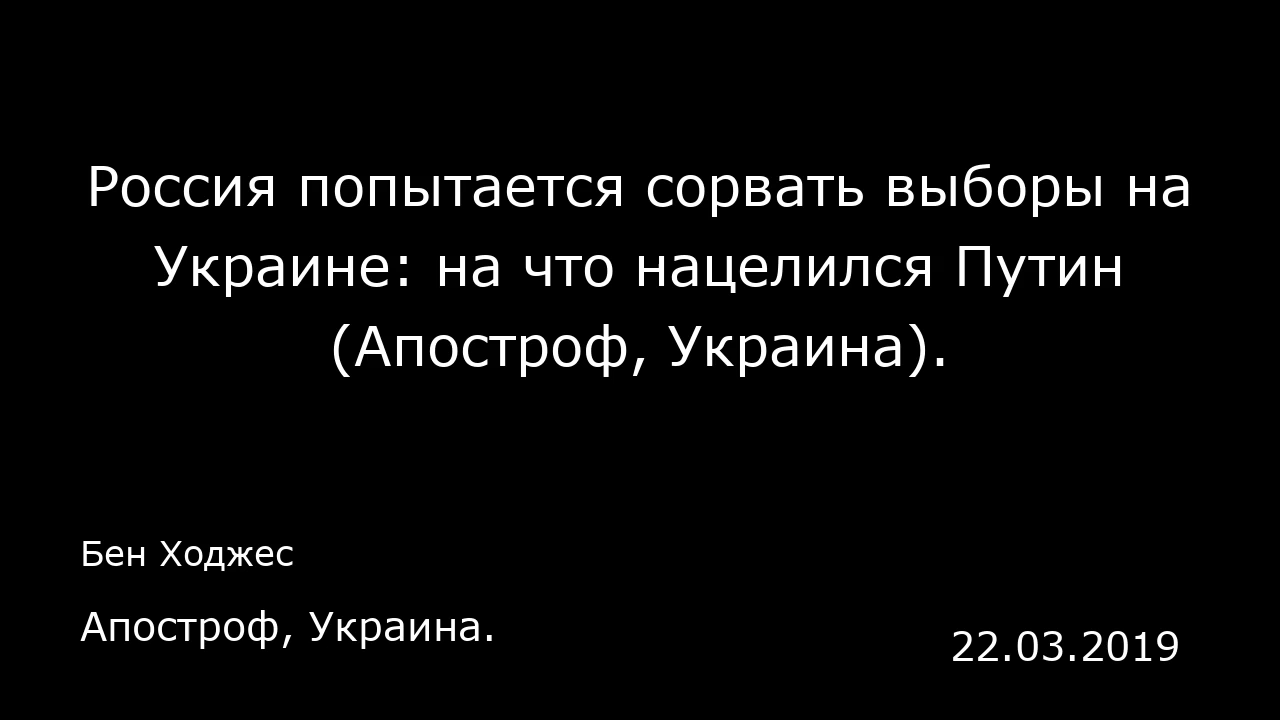 Россия попытается сорвать выборы на
Украине: на что нацелился Путин
(Апостроф, Украина).
Бен Ходжес
Апостроф, Украина.
22.03.2019